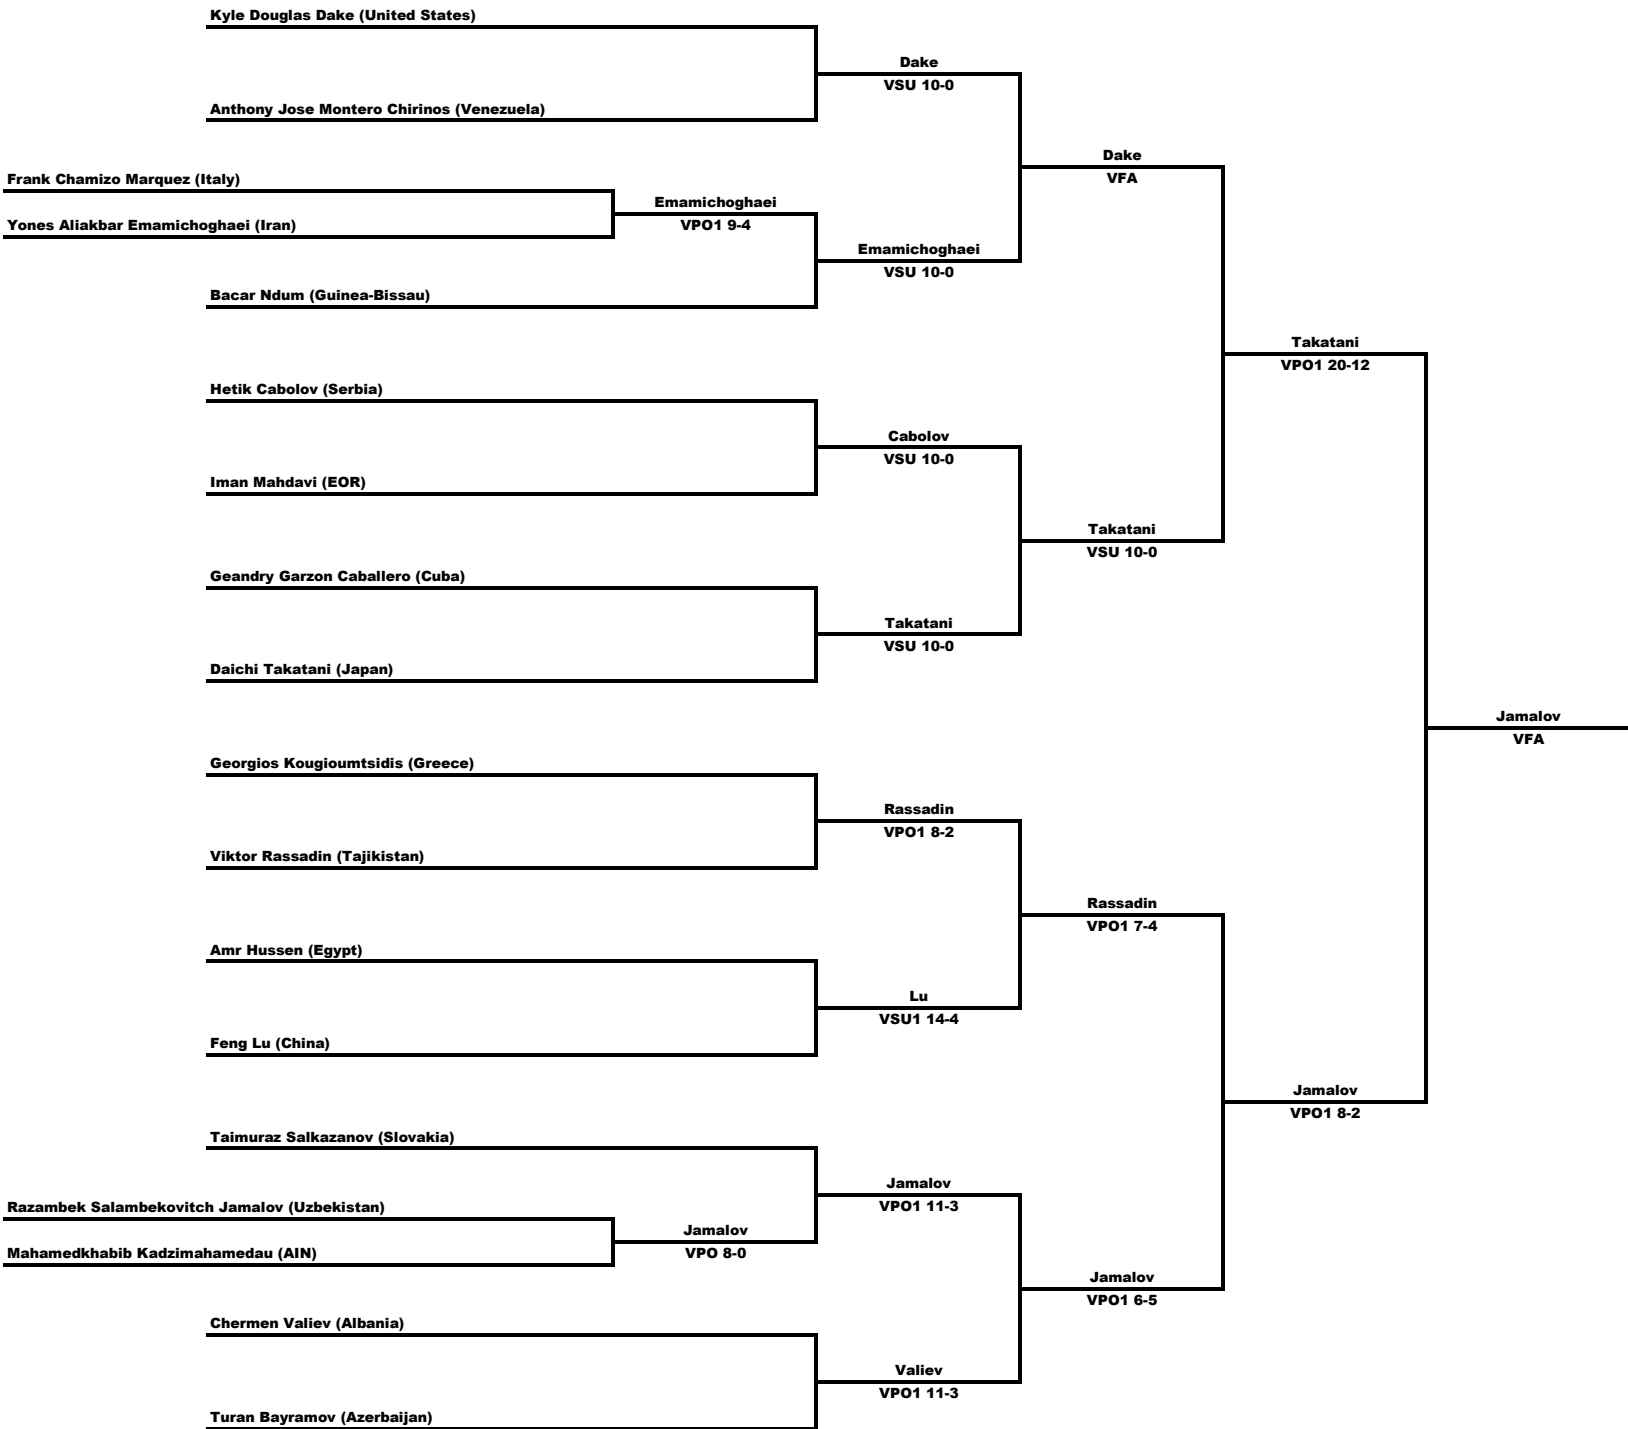 Kyle Douglas Dake (United States)
Dake
VSU 10-0
Anthony Jose Montero Chirinos (Venezuela)
Dake
VFA
Frank Chamizo Marquez (Italy)
Emamichoghaei
VPO1 9-4
Yones Aliakbar Emamichoghaei (Iran)
Emamichoghaei
VSU 10-0
Bacar Ndum (Guinea-Bissau)
Takatani
VPO1 20-12
Hetik Cabolov (Serbia)
Cabolov
VSU 10-0
Iman Mahdavi (EOR)
Takatani
VSU 10-0
Geandry Garzon Caballero (Cuba)
Takatani
VSU 10-0
Daichi Takatani (Japan)
Jamalov
VFA
Georgios Kougioumtsidis (Greece)
Rassadin
VPO1 8-2
Viktor Rassadin (Tajikistan)
Rassadin
VPO1 7-4
Amr Hussen (Egypt)
Lu
VSU1 14-4
Feng Lu (China)
Jamalov
VPO1 8-2
Taimuraz Salkazanov (Slovakia)
Jamalov
VPO1 11-3
Razambek Salambekovitch Jamalov (Uzbekistan)
Jamalov
VPO 8-0
Mahamedkhabib Kadzimahamedau (AIN)
Jamalov
VPO1 6-5
Chermen Valiev (Albania)
Valiev
VPO1 11-3
Turan Bayramov (Azerbaijan)